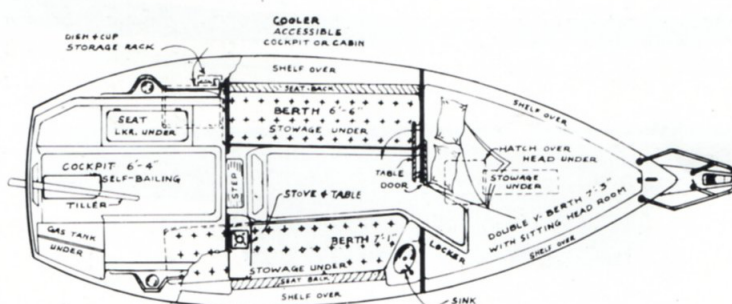 COOLER
ACCESSIBLE
COCKPIT OR CABIN
DISH & CUP
STORAGE RACK
SHELF OVER
SEAT-BACK
BERTH 6'-6"
STOWAGE UNDER
SEAT
LKR. UNDER
COCKPIT 6'-4"
SELF-BAILING
TILLER
GAS TANK
UNDER
STEP
STOVE & TABLE
BERTH 7'-1"
STOWAGE UNDER
SEAT BACK
SHELF OVER
SINK
LOCKER
TABLE
DOOR
SHELF OVER
HATCH OVER
HEAD UNDER
STOWAGE
UNDER
DOUBLE V-BERTH 7'-3"
WITH SITTING HEAD ROOM
SHELF OVER